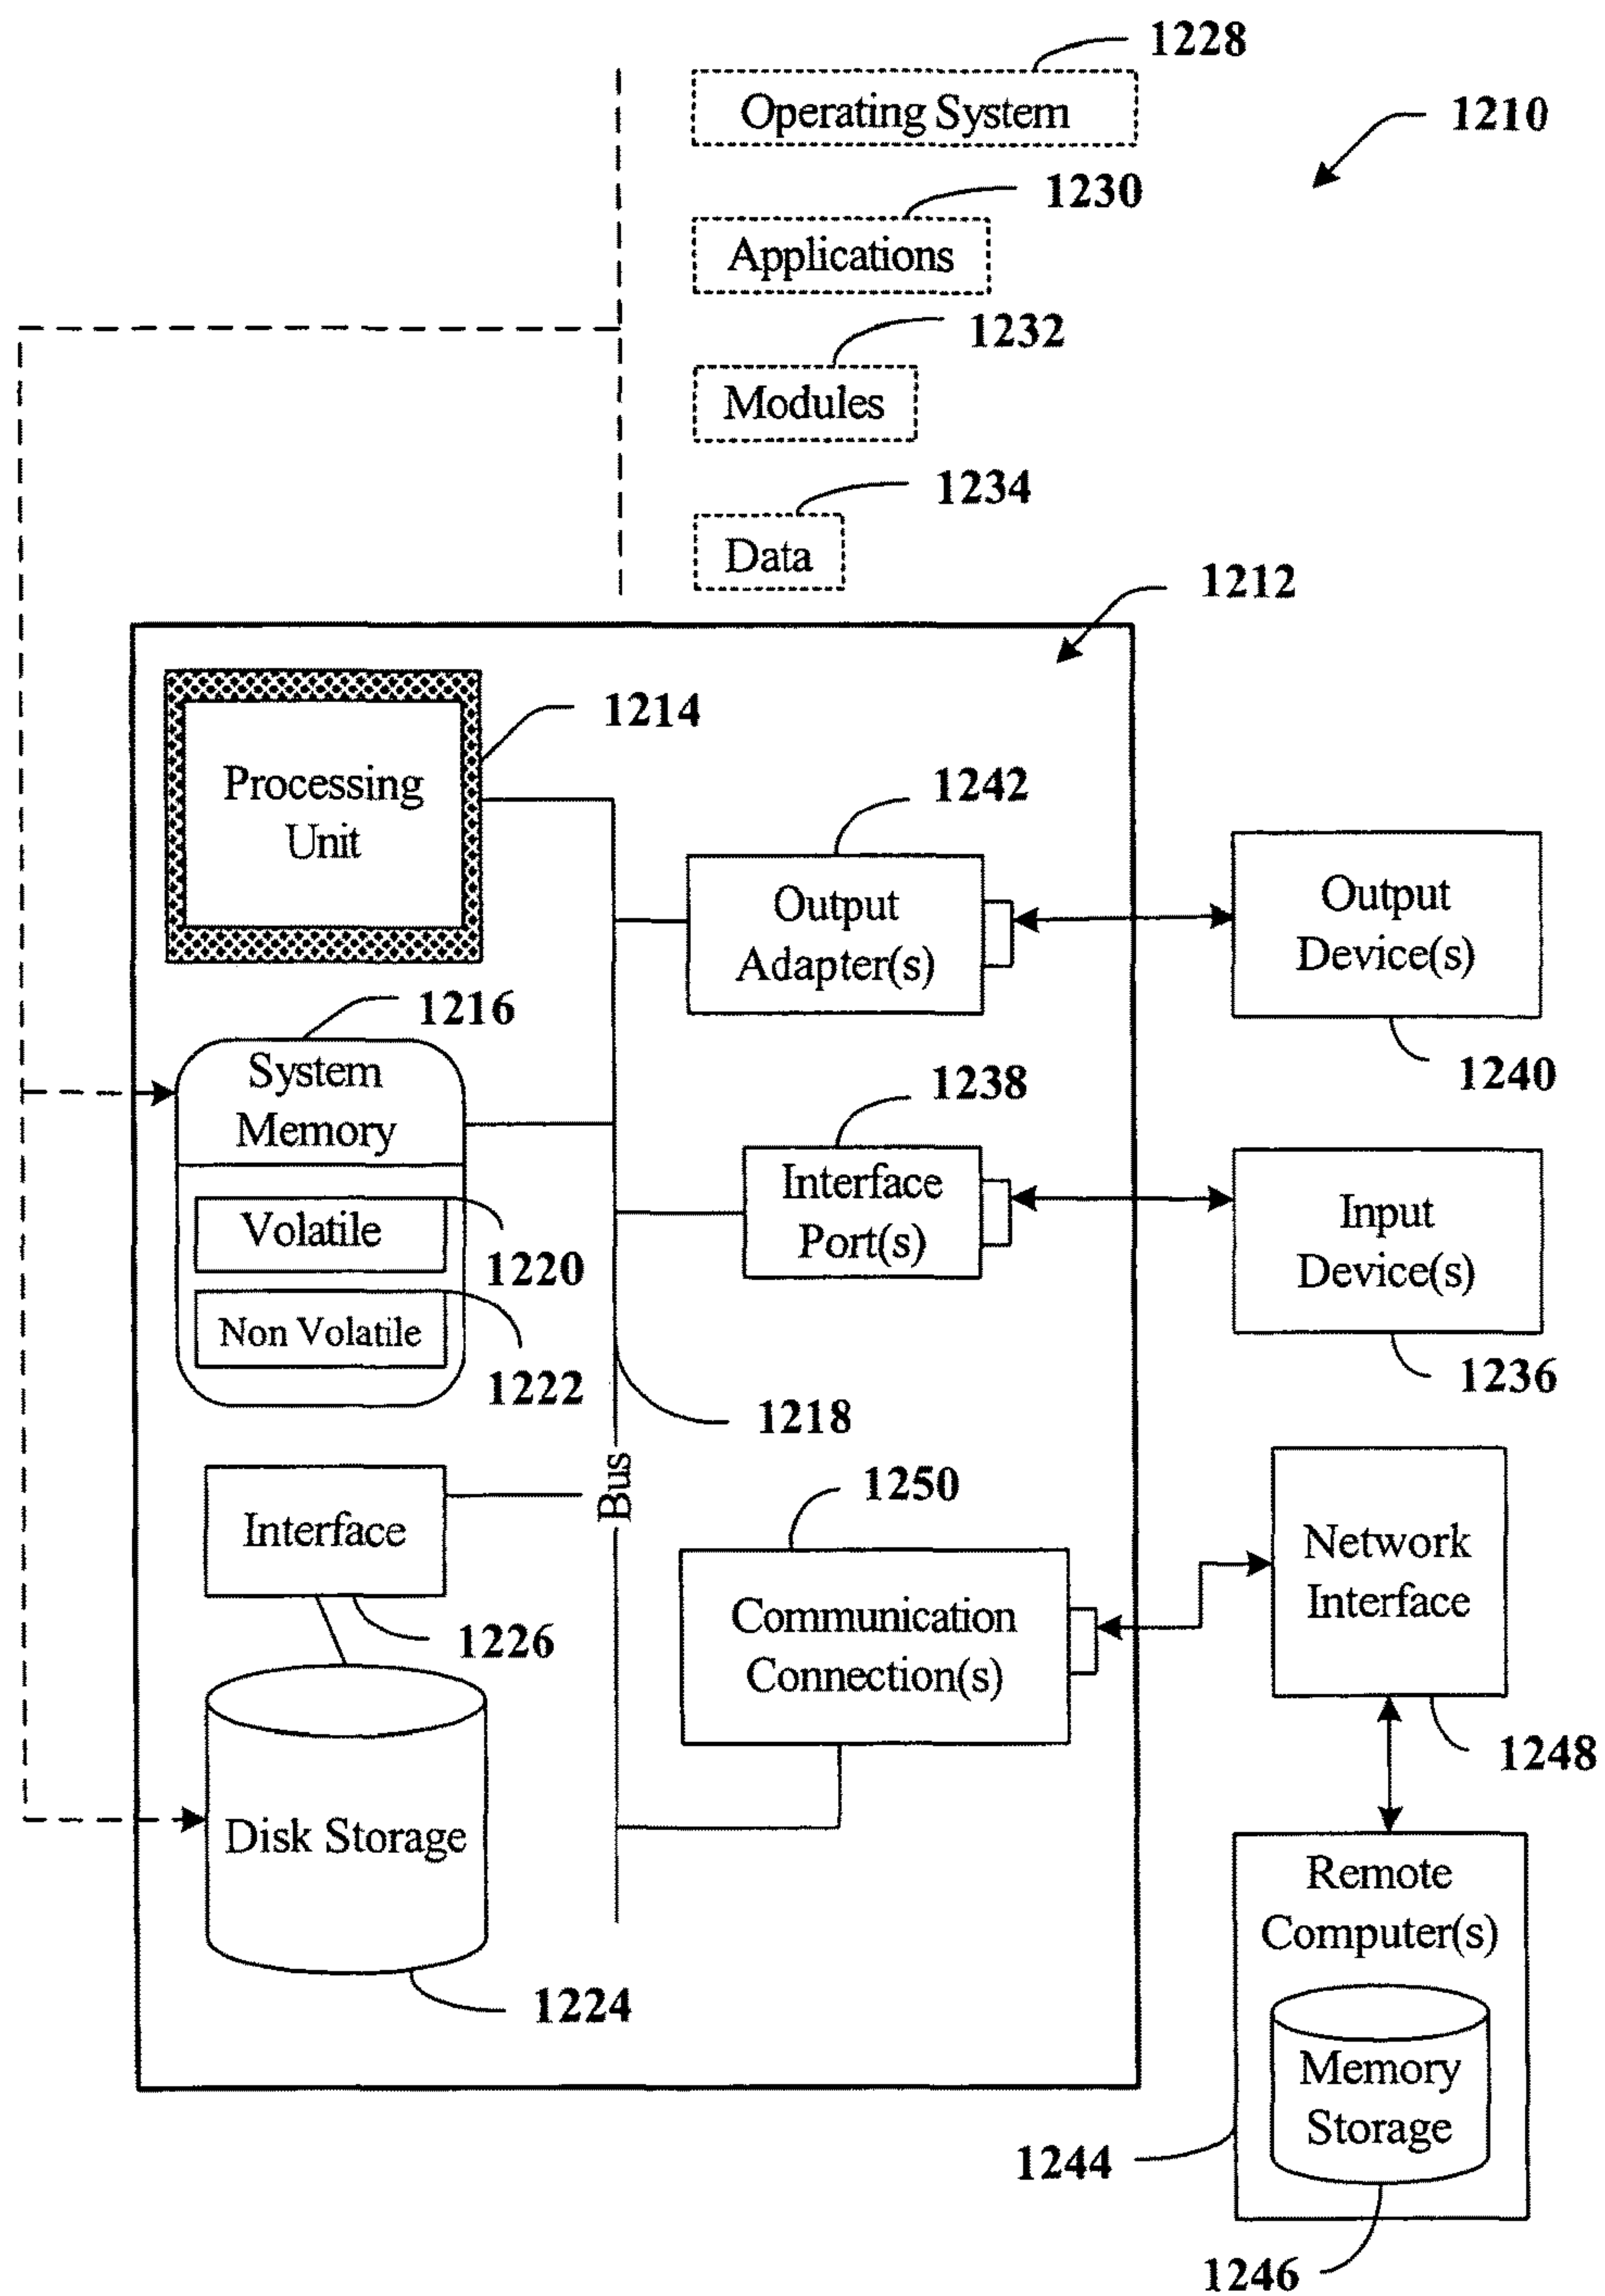 1228
Operating System
1210
1230
Applications
1232
Modules
1234
Data
1212
1214
Processing
Unit
1242
Output
Adapter(s)
Output
Device(s)
1240
1216
System
Memory
1238
Interface
Port(s)
Input
Device(s)
1236
Volatile
1220
Non Volatile
1222
1218
Bus
Interface
1226
1250
Communication
Connection(s)
Network
Interface
1248
Disk Storage
1224
Remote
Computer(s)
Memory
Storage
1244
1246